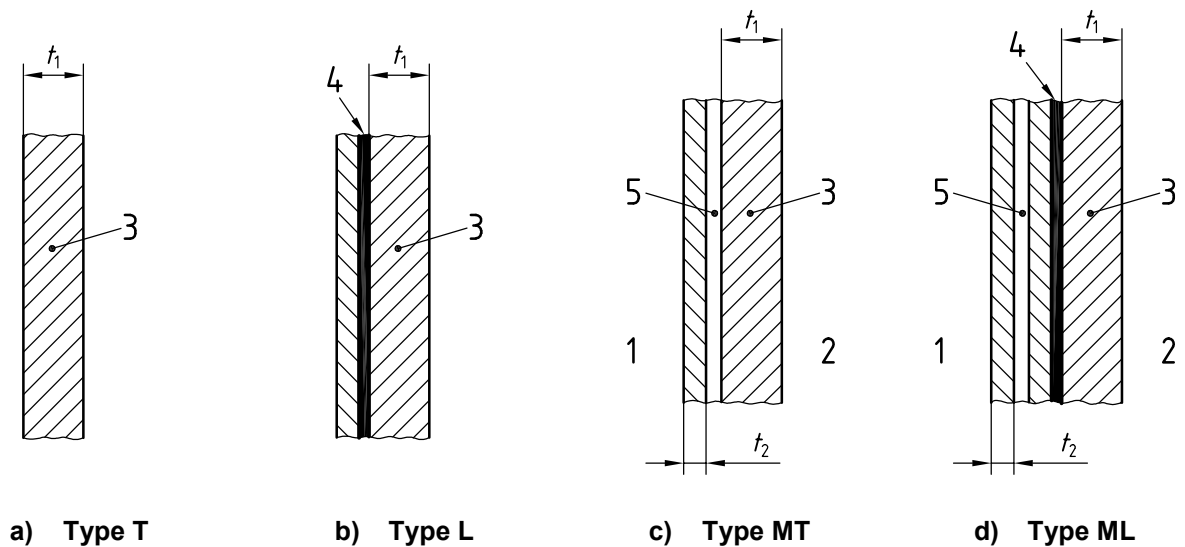 t₁
t₁
t₁
t₁
4
4
3
3
5
3
5
3
1
2
1
2
t₂
t₂
a) Type T
b) Type L
c) Type MT
d) Type ML